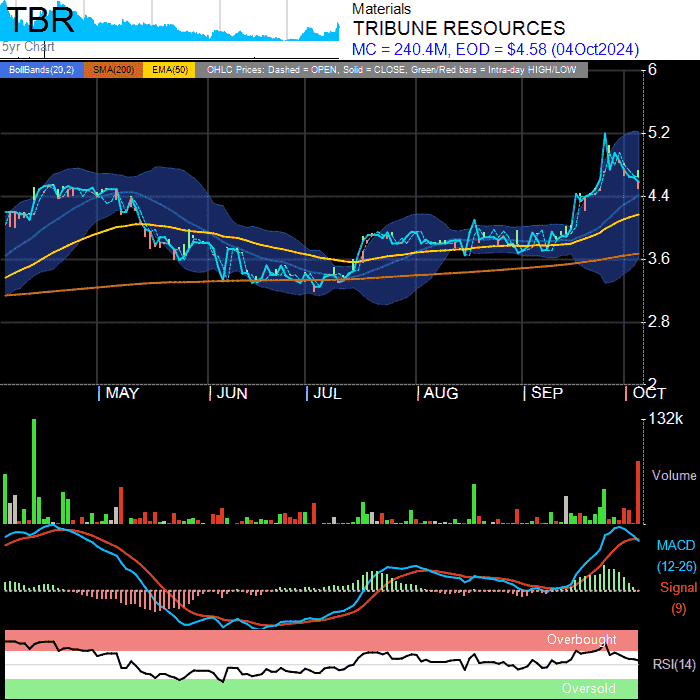 TBR
5yr Chart
Materials
TRIBUNE RESOURCES
MC = 240.4M, EOD = $4.58 (04Oct2024)
BollBands(20,2) SMA(200) EMA(50) OHLC Prices: Dashed = OPEN, Solid = CLOSE, Green/Red bars = Intra-day HIGH/LOW
6
5.2
4.4
3.6
2.8
2
MAY JUN JUL AUG SEP OCT
132k
Volume
MACD
(12-26)
Signal
(9)
Overbought
RSI(14)
Oversold